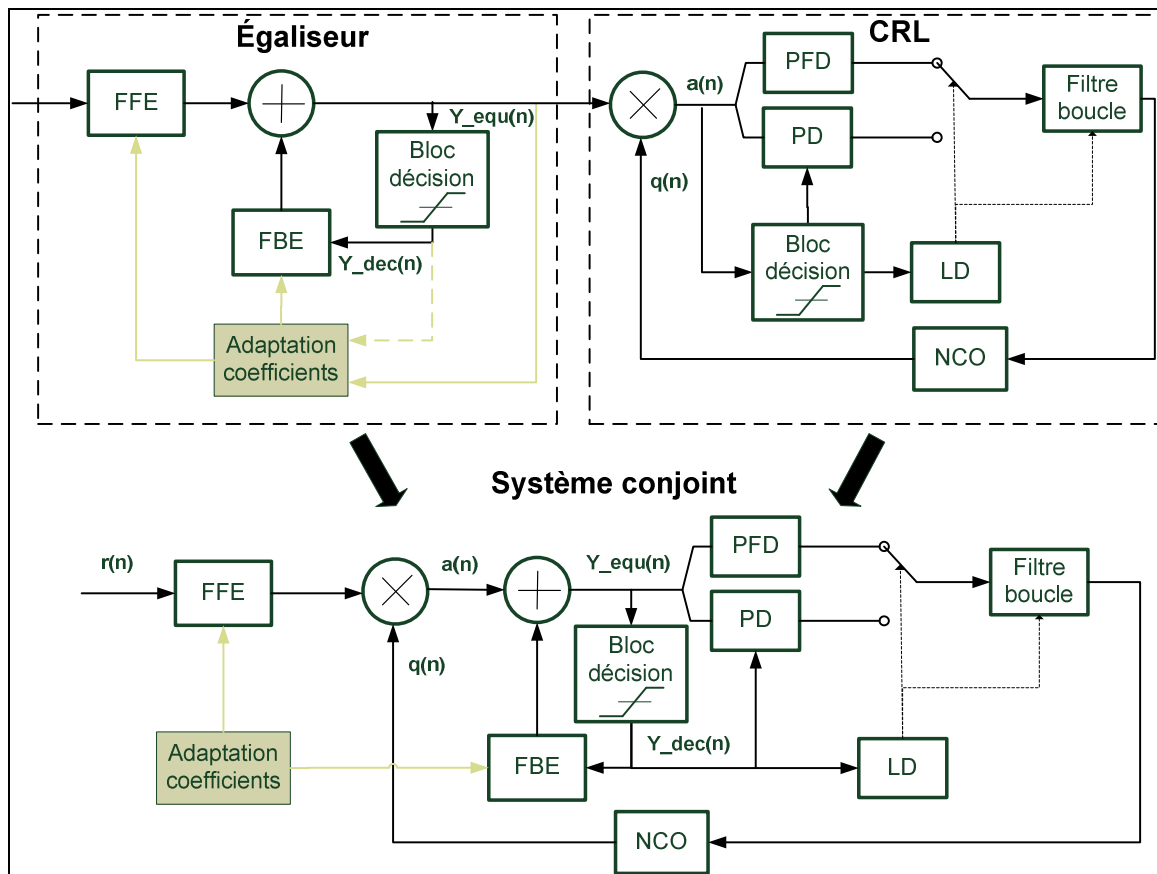 Égaliseur
CRL
FFE
Y_equ(n)
Bloc
décision
FBE
Y_dec(n)
Adaptation
coefficients
a(n)
q(n)
PFD
PD
Filtre
boucle
Bloc
décision
LD
NCO
Système conjoint
r(n)
FFE
a(n)
q(n)
Y_equ(n)
PFD
PD
Filtre
boucle
Bloc
décision
Y_dec(n)
Adaptation
coefficients
FBE
LD
NCO